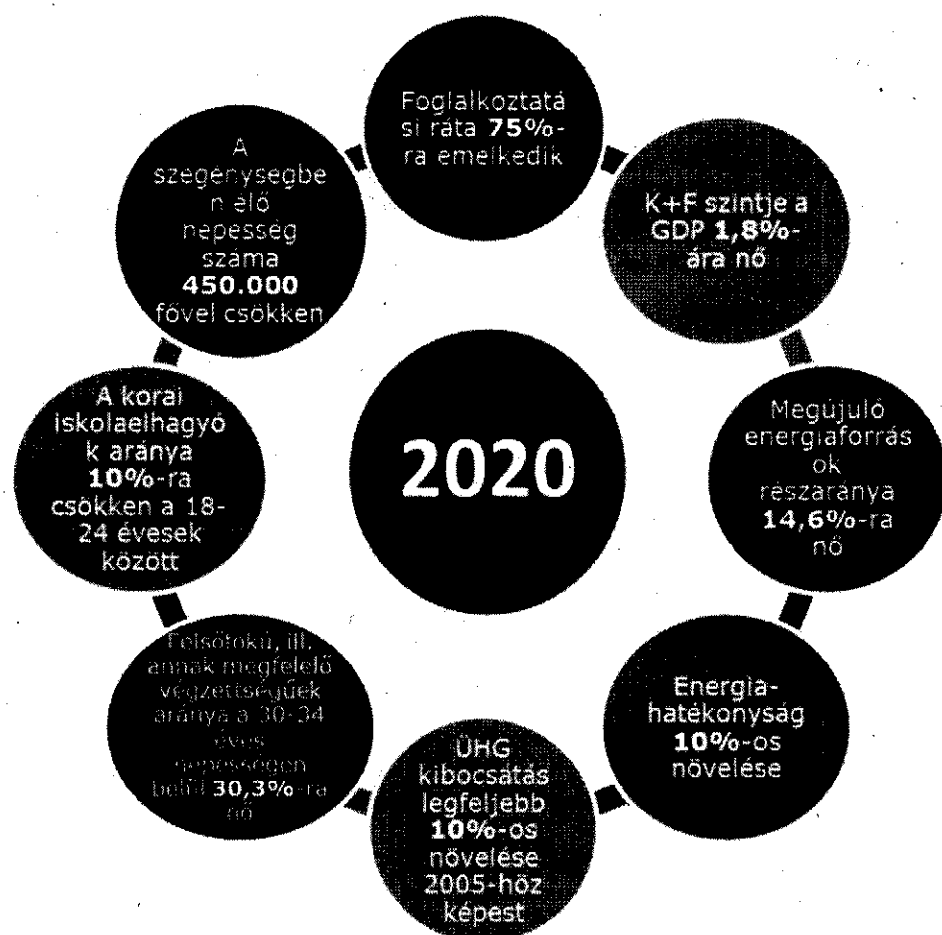 Foglalkoztatá
si ráta 75%-
ra emelkedik
K+F szintje a
GDP 1,8%-
ára nő
Megújuló
energiaforrás
ok
részaránya
14,6%-ra
nő
Energia-
hatékonyság
10%-os
növelése
ÜHG
kibocsátás
legfeljebb
10%-os
növelése
2005-höz
képest
Felsőfokú, ill.
annak megfelelő
végzettségűek
aránya a 30-34
éves
népességen
belül 30,3%-ra
nő
A korai
iskolaelhagyó
k aránya
10%-ra
csökken a 18-
24 évesek
között
A
szegénységbe
n élő
népesség
száma
450.000
fővel csökken
2020